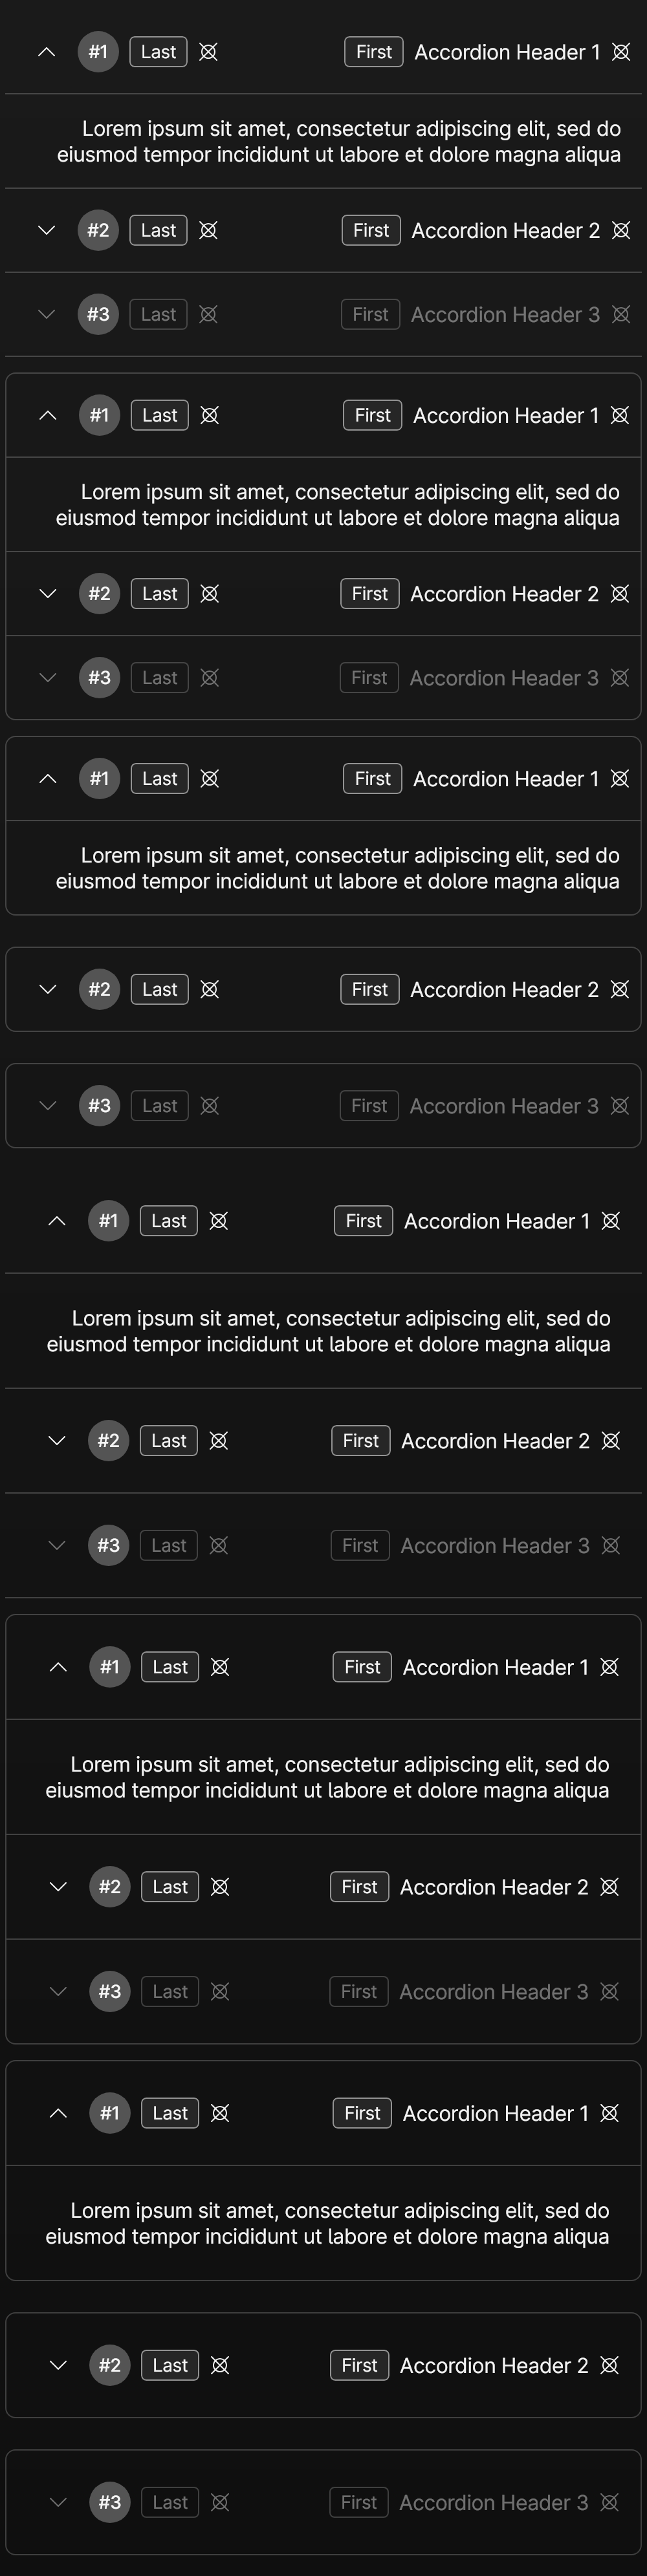 #1 Last First Accordion Header 1
Lorem ipsum sit amet, consectetur adipiscing elit, sed do
eiusmod tempor incididunt ut labore et dolore magna aliqua
#2 Last First Accordion Header 2
#3 Last First Accordion Header 3
#1 Last First Accordion Header 1
Lorem ipsum sit amet, consectetur adipiscing elit, sed do
eiusmod tempor incididunt ut labore et dolore magna aliqua
#2 Last First Accordion Header 2
#3 Last First Accordion Header 3
#1 Last First Accordion Header 1
Lorem ipsum sit amet, consectetur adipiscing elit, sed do
eiusmod tempor incididunt ut labore et dolore magna aliqua
#2 Last First Accordion Header 2
#3 Last First Accordion Header 3
#1 Last First Accordion Header 1
Lorem ipsum sit amet, consectetur adipiscing elit, sed do
eiusmod tempor incididunt ut labore et dolore magna aliqua
#2 Last First Accordion Header 2
#3 Last First Accordion Header 3
#1 Last First Accordion Header 1
Lorem ipsum sit amet, consectetur adipiscing elit, sed do
eiusmod tempor incididunt ut labore et dolore magna aliqua
#2 Last First Accordion Header 2
#3 Last First Accordion Header 3
#1 Last First Accordion Header 1
Lorem ipsum sit amet, consectetur adipiscing elit, sed do
eiusmod tempor incididunt ut labore et dolore magna aliqua
#2 Last First Accordion Header 2
#3 Last First Accordion Header 3